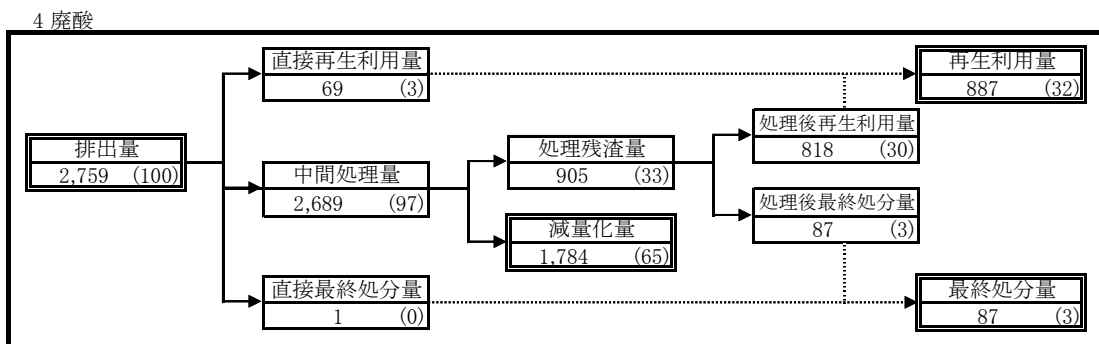 4 廃酸
直接再生利用量
69 (3)
再生利用量
887 (32)
処理後再生利用量
818 (30)
排出量
2,759 (100)
中間処理量
2,689 (97)
処理残渣量
905 (33)
処理後最終処分量
87 (3)
減量化量
1,784 (65)
直接最終処分量
1 (0)
最終処分量
87 (3)